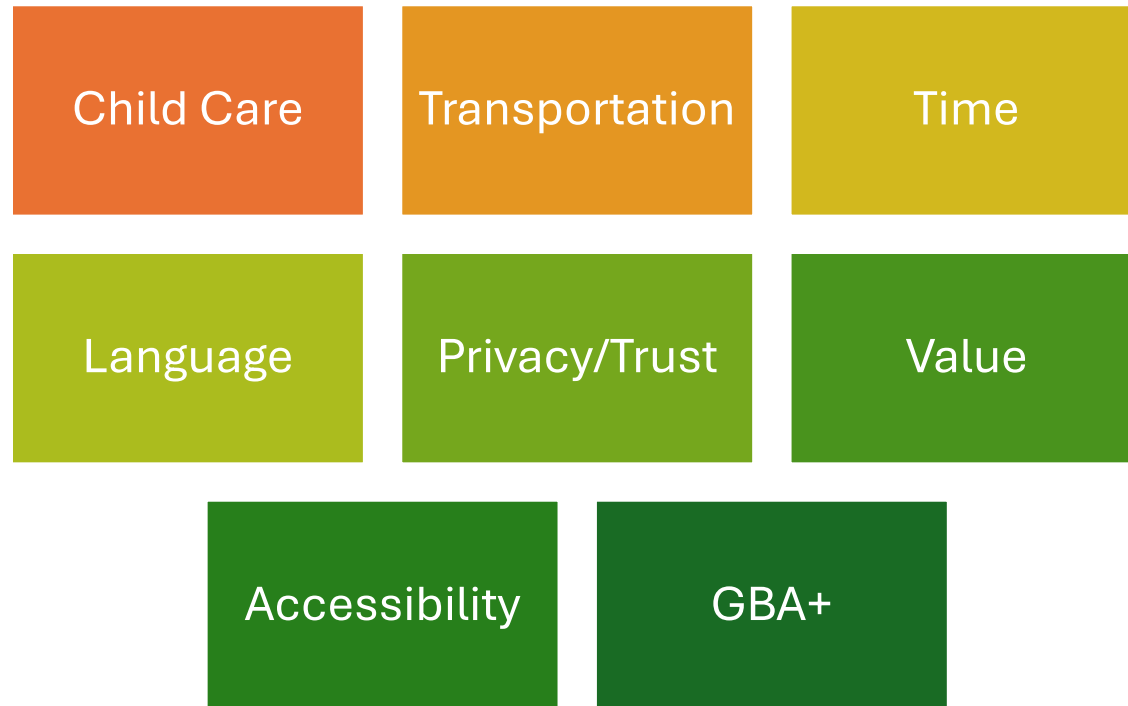 Child Care
Transportation
Time
Language
Privacy/Trust
Value
Accessibility
GBA+